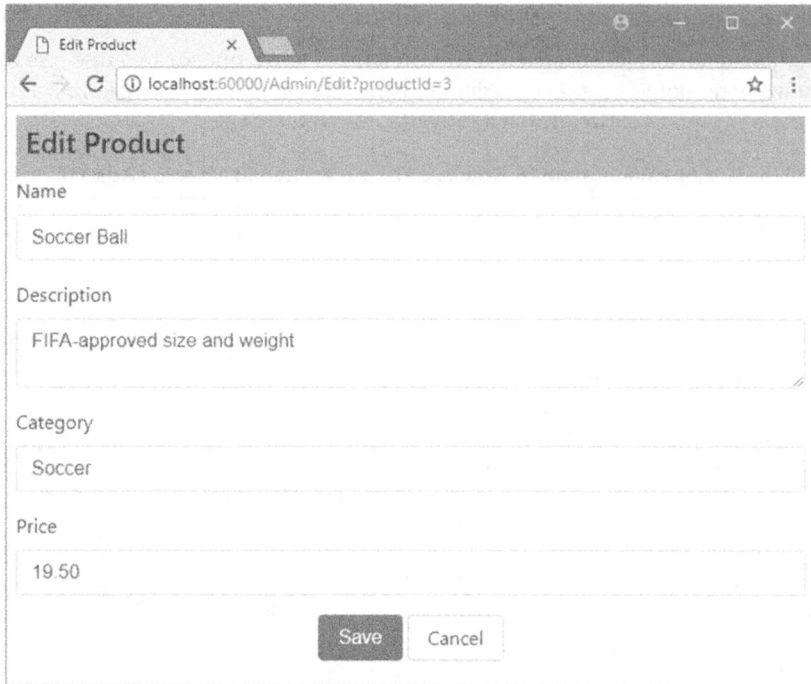 Edit Product
localhost:60000/Admin/Edit?productId=3
Edit Product
Name
Soccer Ball
Description
FIFA-approved size and weight
Category
Soccer
Price
19.50
Save Cancel